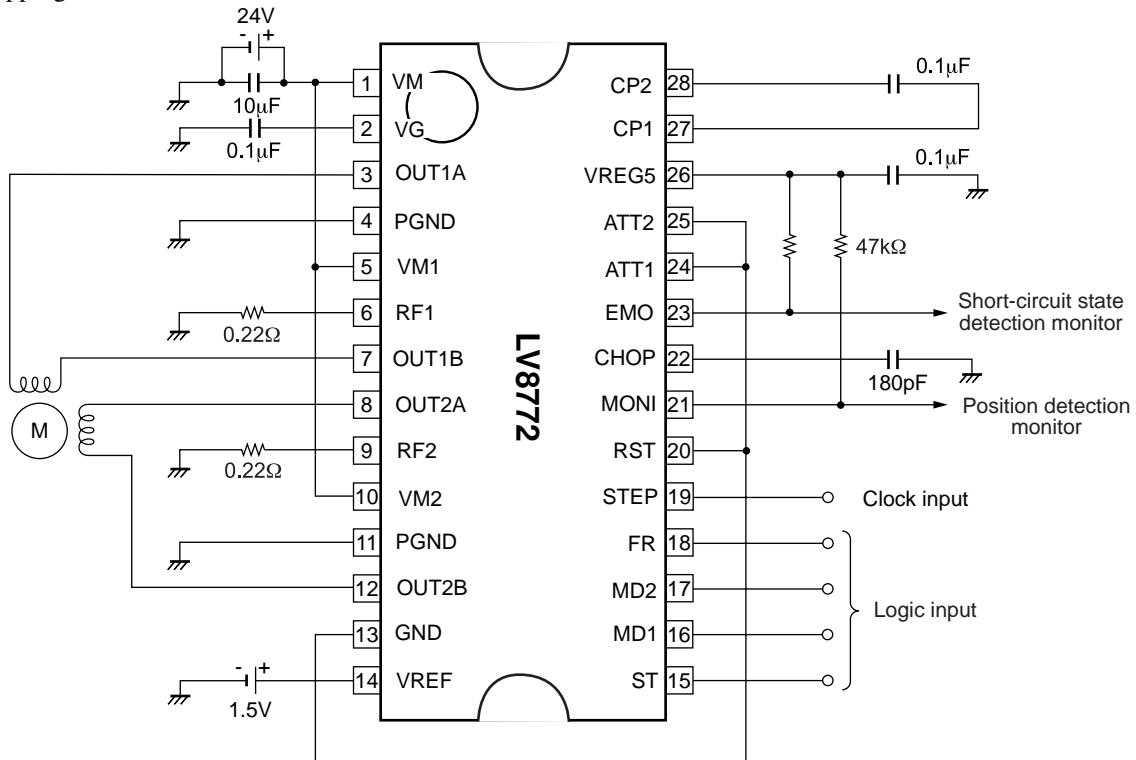 24V
- +
10μF
0.1μF
0.22Ω
0.22Ω
M
- +
1.5V
1 VM
2 VG
3 OUT1A
4 PGND
5 VM1
6 RF1
7 OUT1B
8 OUT2A
9 RF2
10 VM2
11 PGND
12 OUT2B
13 GND
14 VREF
LV8772
CP2 28
CP1 27
VREG5 26
ATT2 25
ATT1 24
EMO 23
CHOP 22
MONI 21
RST 20
STEP 19
FR 18
MD2 17
MD1 16
ST 15
0.1μF
0.1μF
47kΩ
Short-circuit state
detection monitor
180pF
Position detection
monitor
Clock input
Logic input